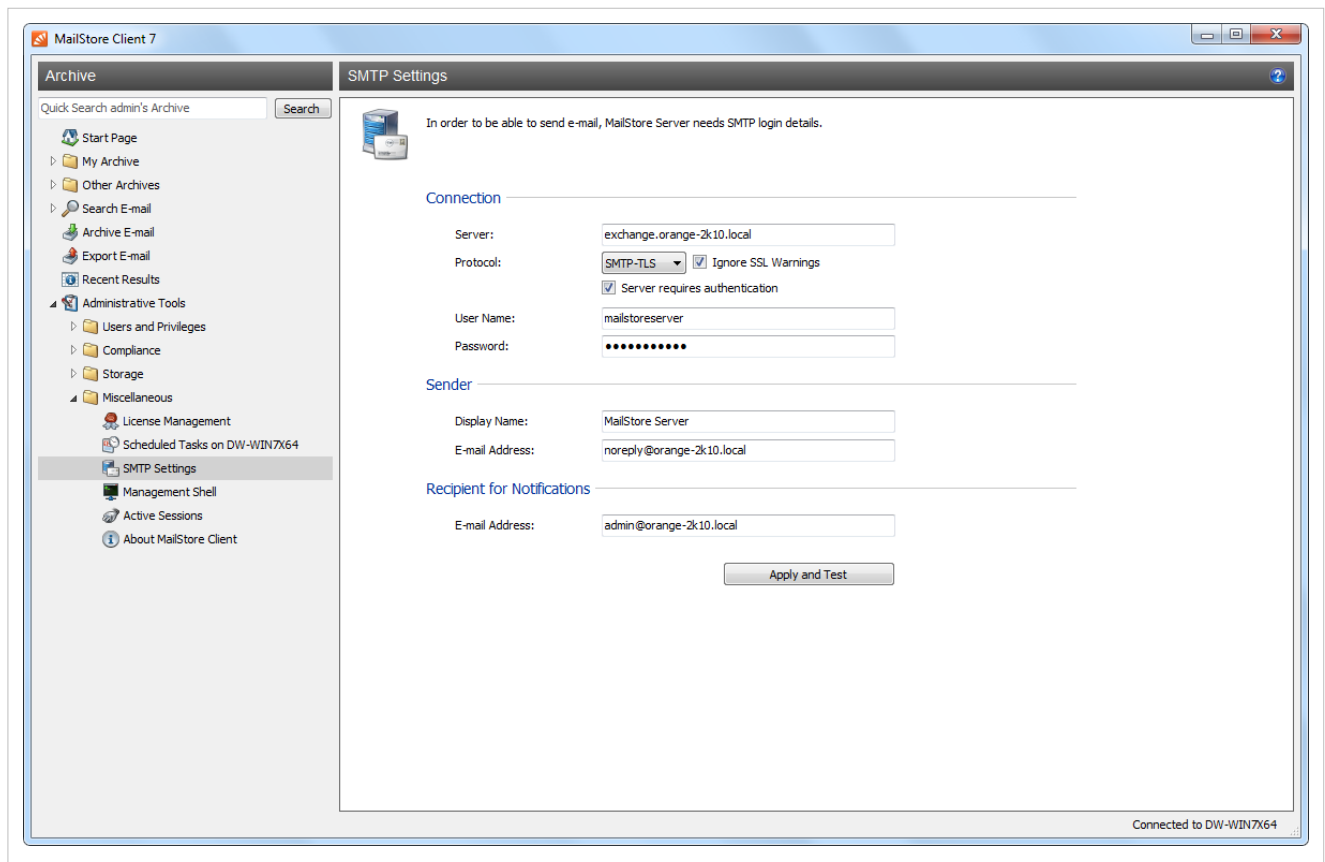 MailStore Client 7
Archive
Quick Search admin's Archive
Search
Start Page
My Archive
Other Archives
Search E-mail
Archive E-mail
Export E-mail
Recent Results
Administrative Tools
Users and Privileges
Compliance
Storage
Miscellaneous
License Management
Scheduled Tasks on DW-WIN7X64
SMTP Settings
Management Shell
Active Sessions
About MailStore Client
SMTP Settings
In order to be able to send e-mail, MailStore Server needs SMTP login details.
Connection
Server: exchange.orange-2k10.local
Protocol: SMTP-TLS Ignore SSL Warnings
Server requires authentication
User Name: mailstoreserver
Password: •••••••••••
Sender
Display Name: MailStore Server
E-mail Address: noreply@orange-2k10.local
Recipient for Notifications
E-mail Address: admin@orange-2k10.local
Apply and Test
Connected to DW-WIN7X64